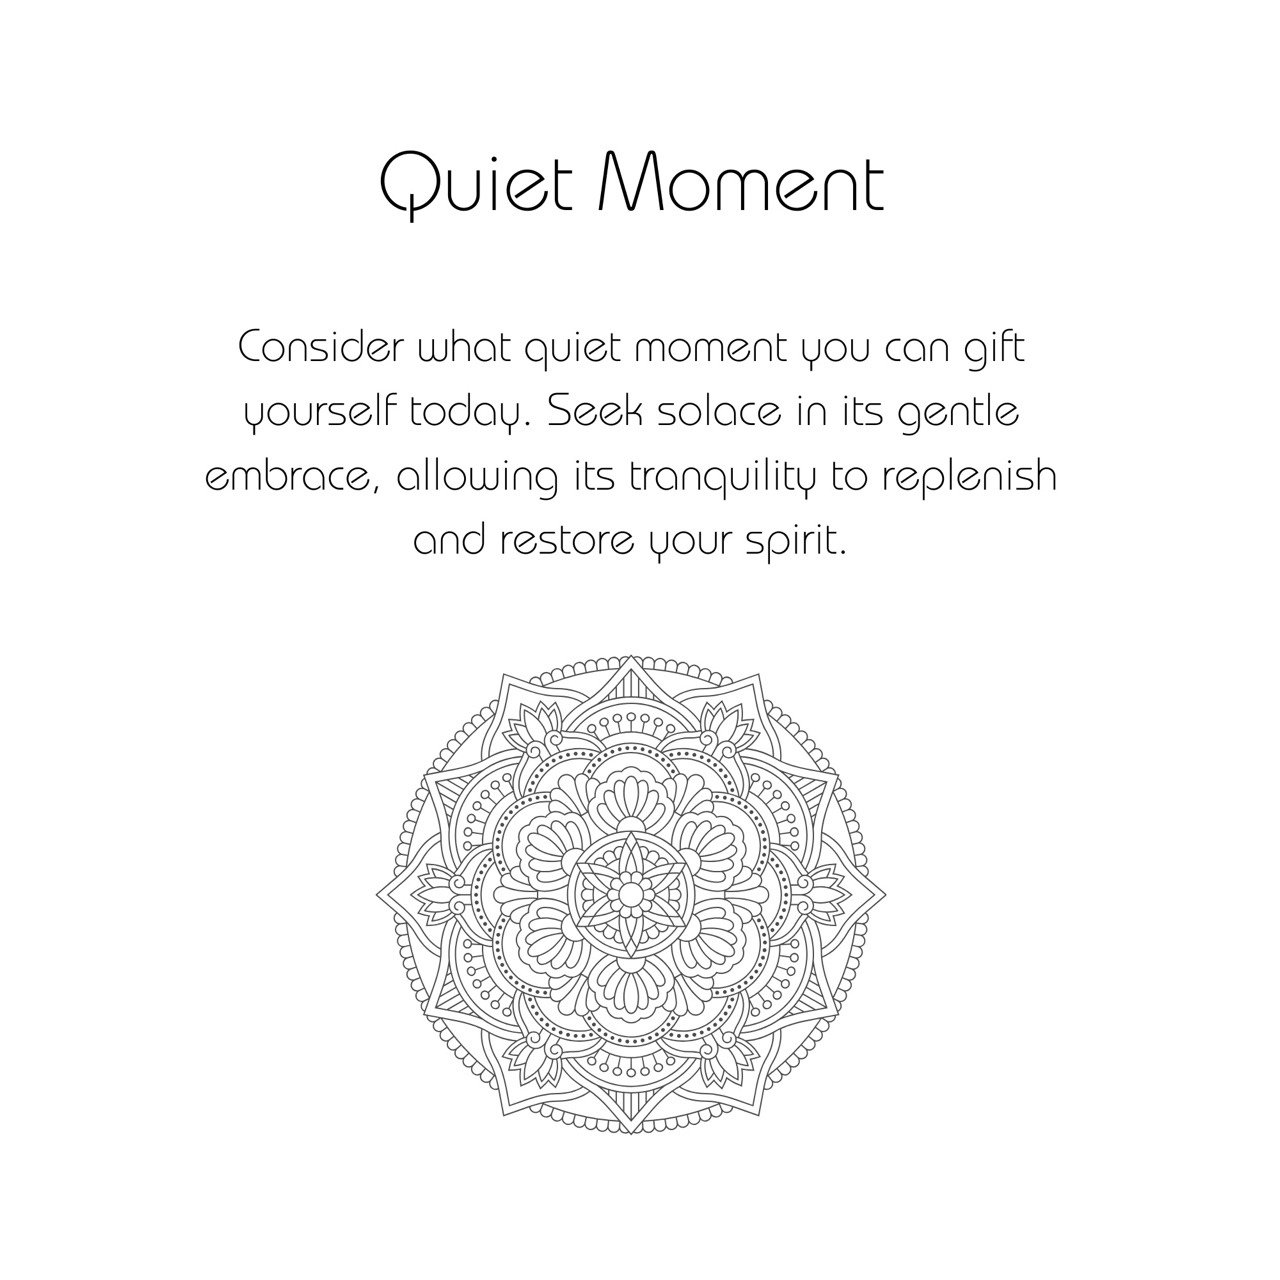 Quiet Moment
Consider what quiet moment you can gift
yourself today. Seek solace in its gentle
embrace, allowing its tranquility to replenish
and restore your spirit.